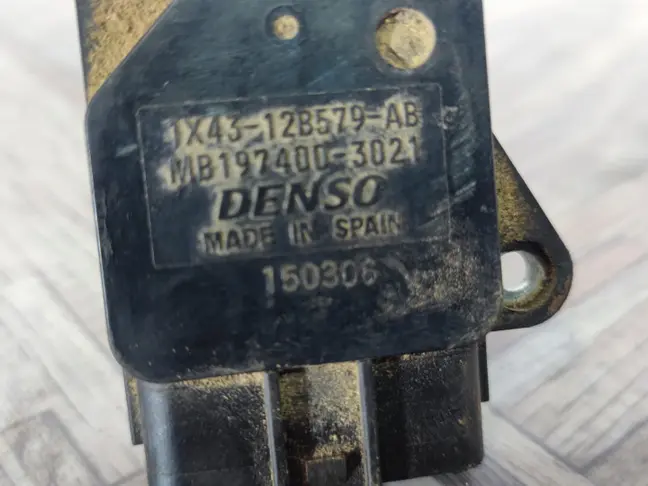 1X43-12B579-AB
MB197400-3021
DENSO
MADE IN SPAIN
150306